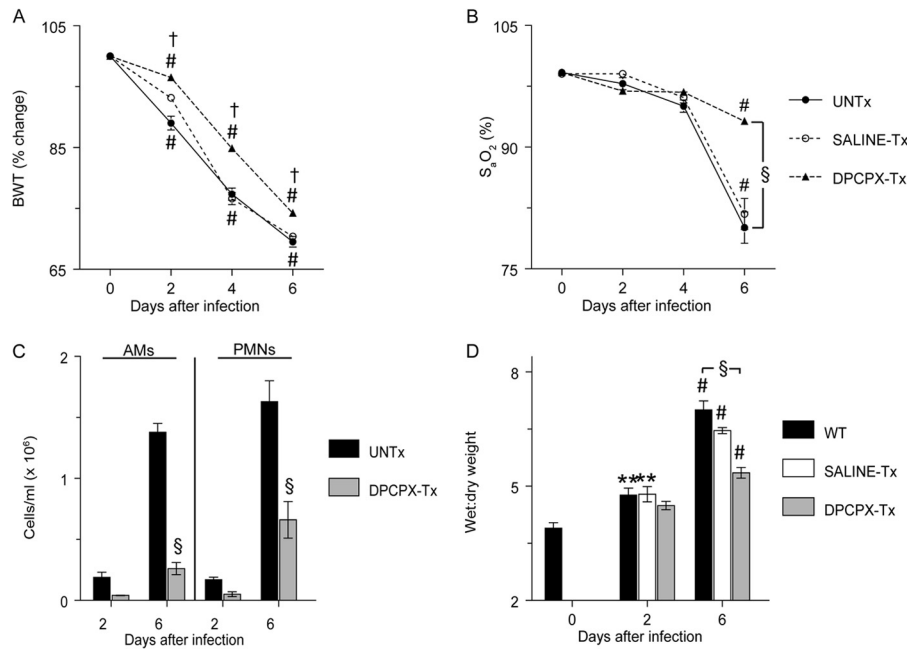 A
105
85
65
BWT (% change)
†
#
#
†
#
#
†
#
#
0 2 4 6
Days after infection
B
105
90
75
SaO2 (%)
#
#
§
0 2 4 6
Days after infection
UNTx
SALINE-Tx
DPCPX-Tx
C
AMs PMNs
2
1
0
Cells/ml (x 10⁶)
§
§
2 6 2 6
Days after infection
UNTx
DPCPX-Tx
D
8
5
2
Wet:dry weight
** **
§
#
#
#
0 2 6
Days after infection
WT
SALINE-Tx
DPCPX-Tx